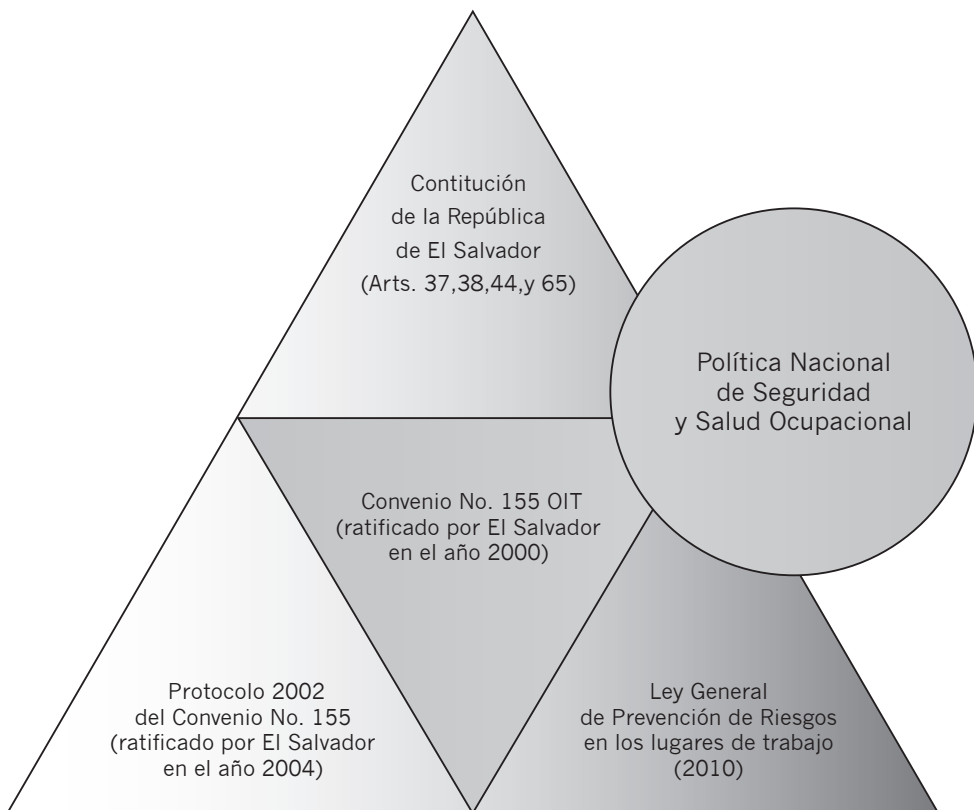 Contitución
de la República
de El Salvador
(Arts. 37,38,44,y 65)
Política Nacional
de Seguridad
y Salud Ocupacional
Convenio No. 155 OIT
(ratificado por El Salvador
en el año 2000)
Protocolo 2002
del Convenio No. 155
(ratificado por El Salvador
en el año 2004)
Ley General
de Prevención de Riesgos
en los lugares de trabajo
(2010)